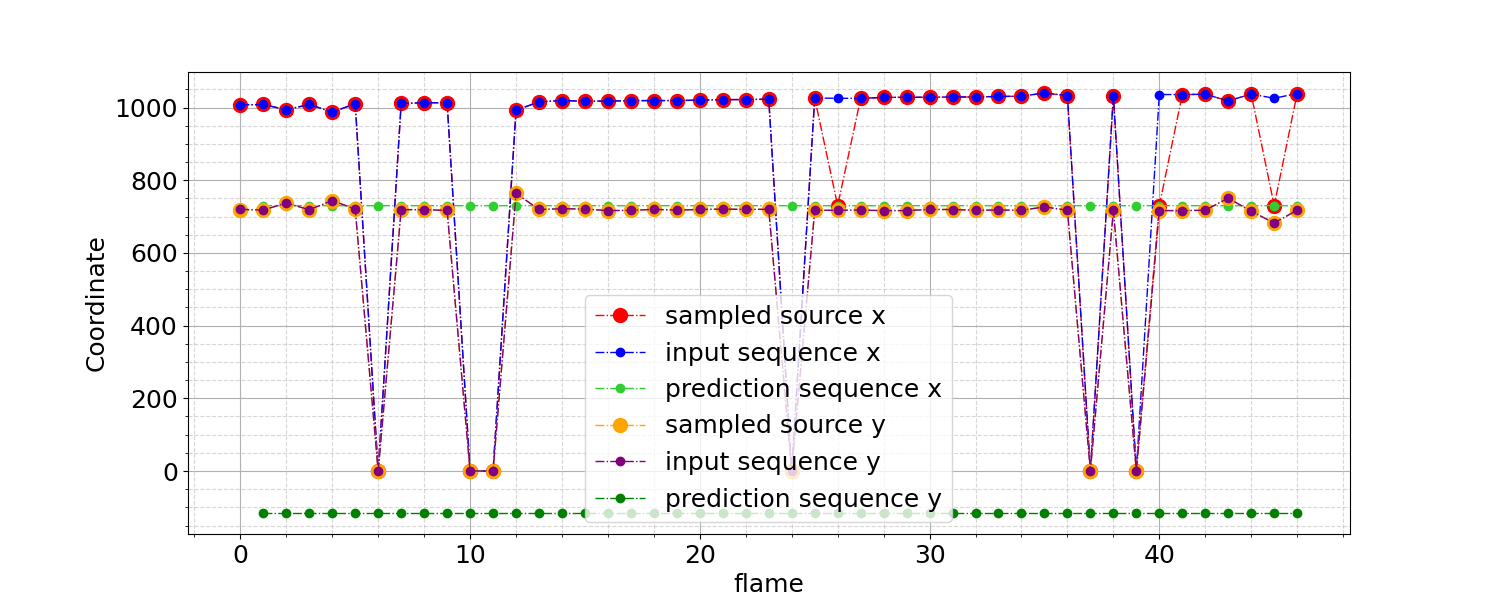 1000
800
600
400
200
0
Coordinate
sampled source x
input sequence x
prediction sequence x
sampled source y
input sequence y
prediction sequence y
0 10 20 30 40
flame